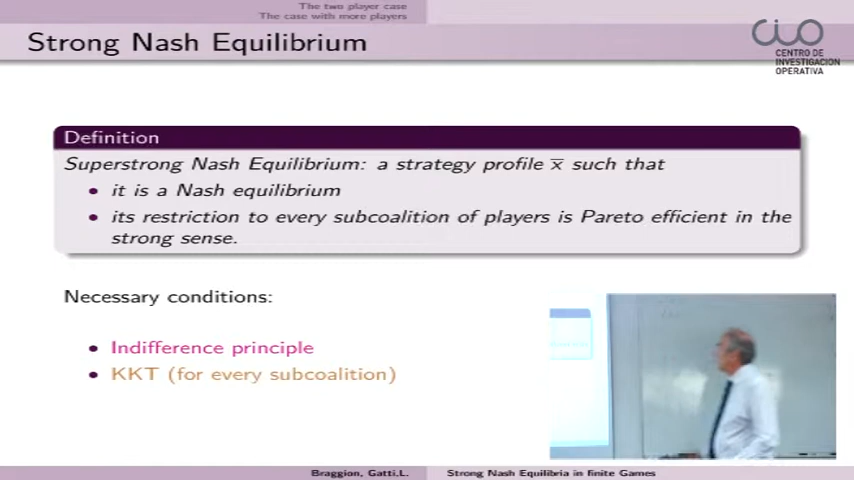 The two player case
The case with more players
Strong Nash Equilibrium
CIO
CENTRO DE
INVESTIGACION
OPERATIVA
Definition
Superstrong Nash Equilibrium: a strategy profile x̅ such that
• it is a Nash equilibrium
• its restriction to every subcoalition of players is Pareto efficient in the
strong sense.
Necessary conditions:
• Indifference principle
• KKT (for every subcoalition)
Braggion, Gatti,L.
Strong Nash Equilibria in finite Games